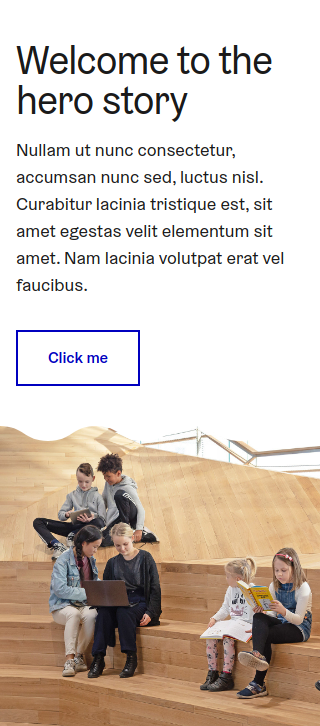 Welcome to the
hero story
Nullam ut nunc consectetur,
accumsan nunc sed, luctus nisl.
Curabitur lacinia tristique est, sit
amet egestas velit elementum sit
amet. Nam lacinia volutpat erat vel
faucibus.
Click me